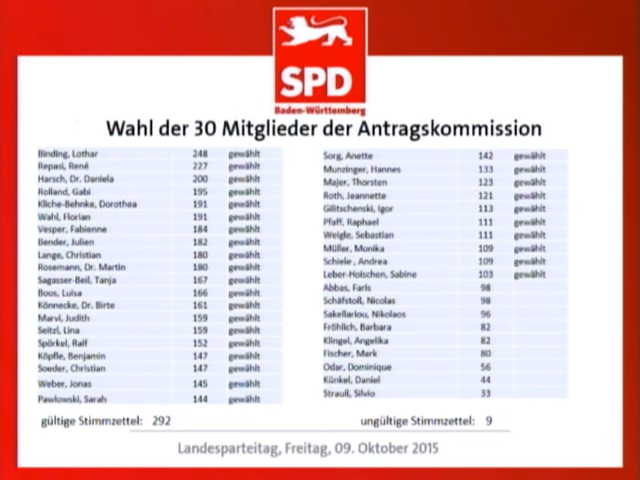 SPD
Baden-Württemberg
Wahl der 30 Mitglieder der Antragskommission
Binding, Lothar 248 gewählt
Repasi, René 227 gewählt
Harsch, Dr. Daniela 200 gewählt
Rolland, Gabi 195 gewählt
Kliche-Behnke, Dorothea 191 gewählt
Wahl, Florian 191 gewählt
Vesper, Fabienne 184 gewählt
Bender, Julien 182 gewählt
Lange, Christian 180 gewählt
Rosemann, Dr. Martin 180 gewählt
Sagasser-Beil, Tanja 167 gewählt
Boos, Luisa 166 gewählt
Könnecke, Dr. Birte 161 gewählt
Marvi, Judith 159 gewählt
Seitzl, Lina 159 gewählt
Spörkel, Ralf 152 gewählt
Köpfle, Benjamin 147 gewählt
Soeder, Christian 147 gewählt
Weber, Jonas 145 gewählt
Pawlowski, Sarah 144 gewählt
Sorg, Anette 142 gewählt
Munzinger, Hannes 133 gewählt
Majer, Thorsten 123 gewählt
Roth, Jeannette 121 gewählt
Gilitschenski, Igor 113 gewählt
Pfaff, Raphael 111 gewählt
Weigle, Sebastian 111 gewählt
Müller, Monika 109 gewählt
Schiele, Andrea 109 gewählt
Leber-Hoischen, Sabine 103 gewählt
Abbas, Faris 98
Schäfstoß, Nicolas 98
Sakellariou, Nikolaos 96
Fröhlich, Barbara 82
Klingel, Angelika 82
Fischer, Mark 80
Odar, Dominique 56
Künkel, Daniel 44
Strauß, Silvio 33
gültige Stimmzettel: 292
ungültige Stimmzettel: 9
Landesparteitag, Freitag, 09. Oktober 2015